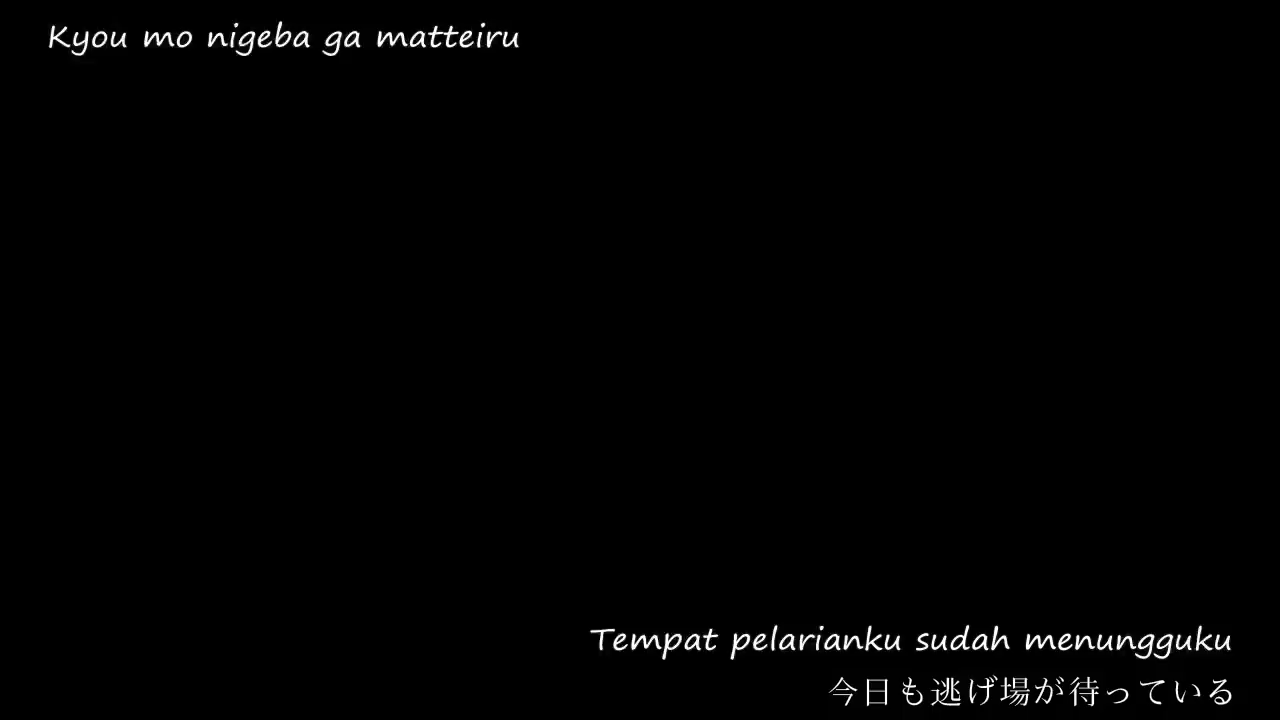 Kyou mo nigeba ga matteiru
Tempat pelarianku sudah menungguku
今日も逃げ場が待っている